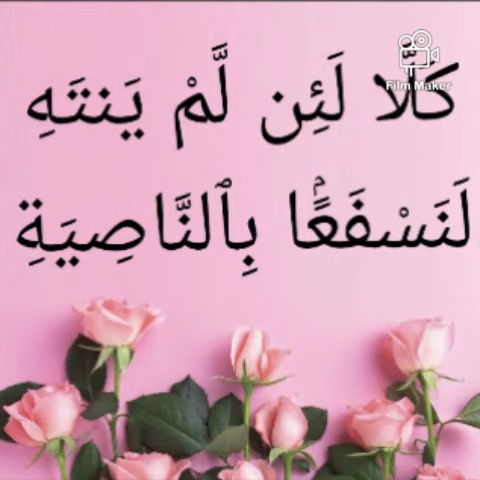 كَلَّا لَئِن لَّمْ يَنتَهِ
Film Maker
لَنَسْفَعًۢا بِٱلنَّاصِيَةِ